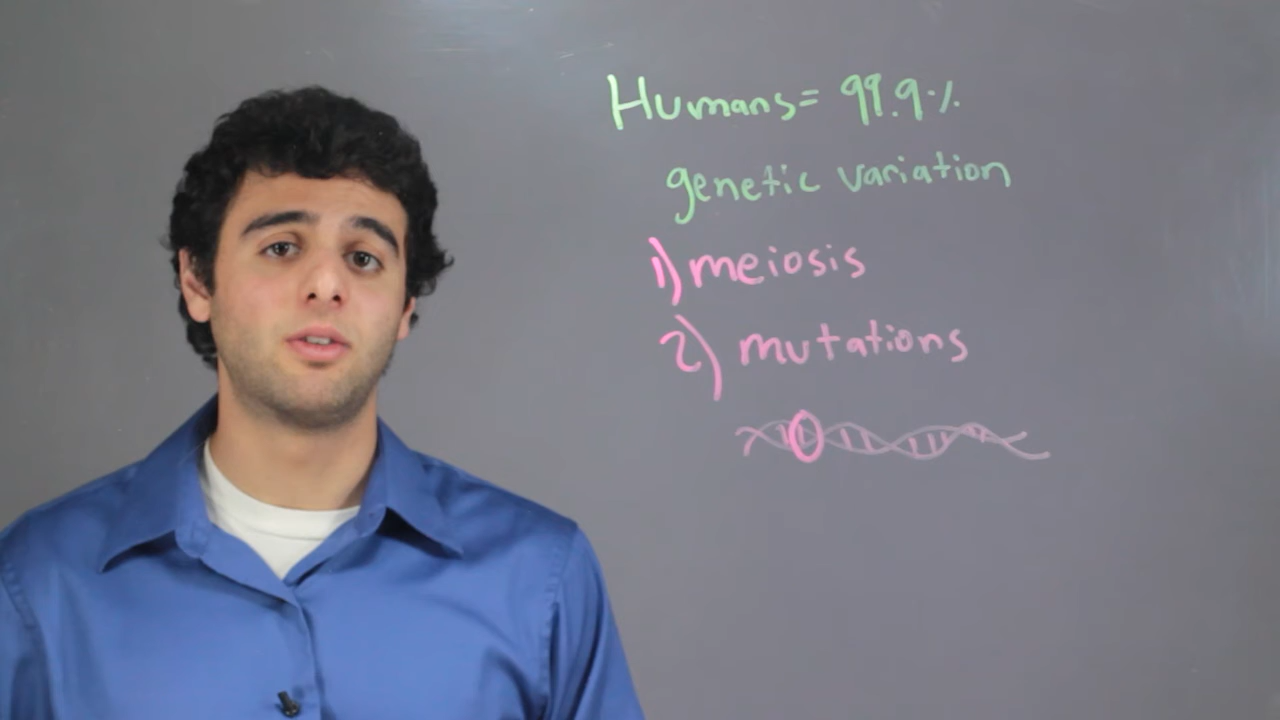 Humans= 99.9%
genetic variation
1) meiosis
2) mutations